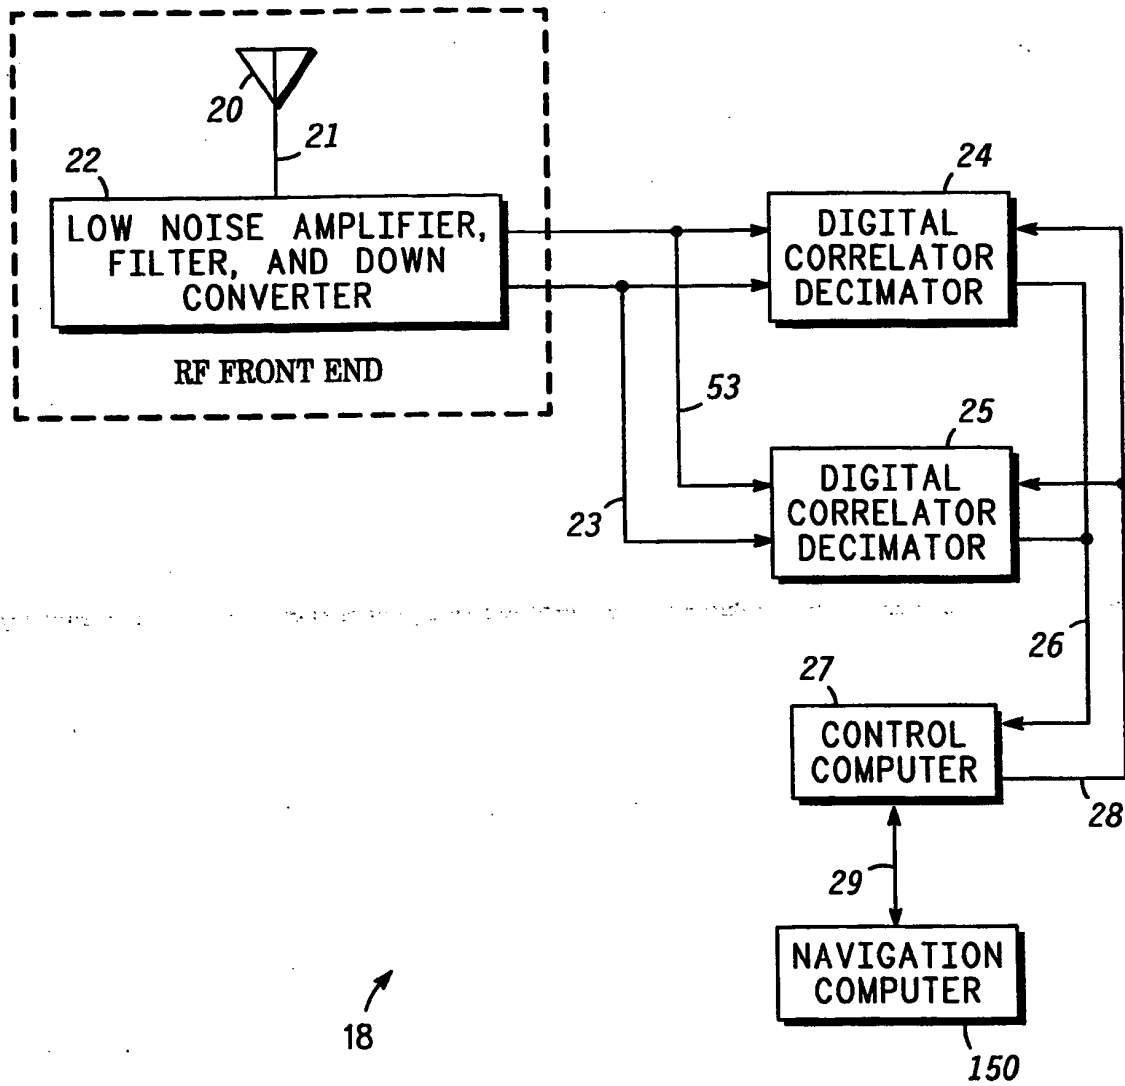 20
21
22
LOW NOISE AMPLIFIER,
FILTER, AND DOWN
CONVERTER
RF FRONT END
24
DIGITAL
CORRELATOR
DECIMATOR
53
23
25
DIGITAL
CORRELATOR
DECIMATOR
26
27
CONTROL
COMPUTER
28
29
NAVIGATION
COMPUTER
150
18